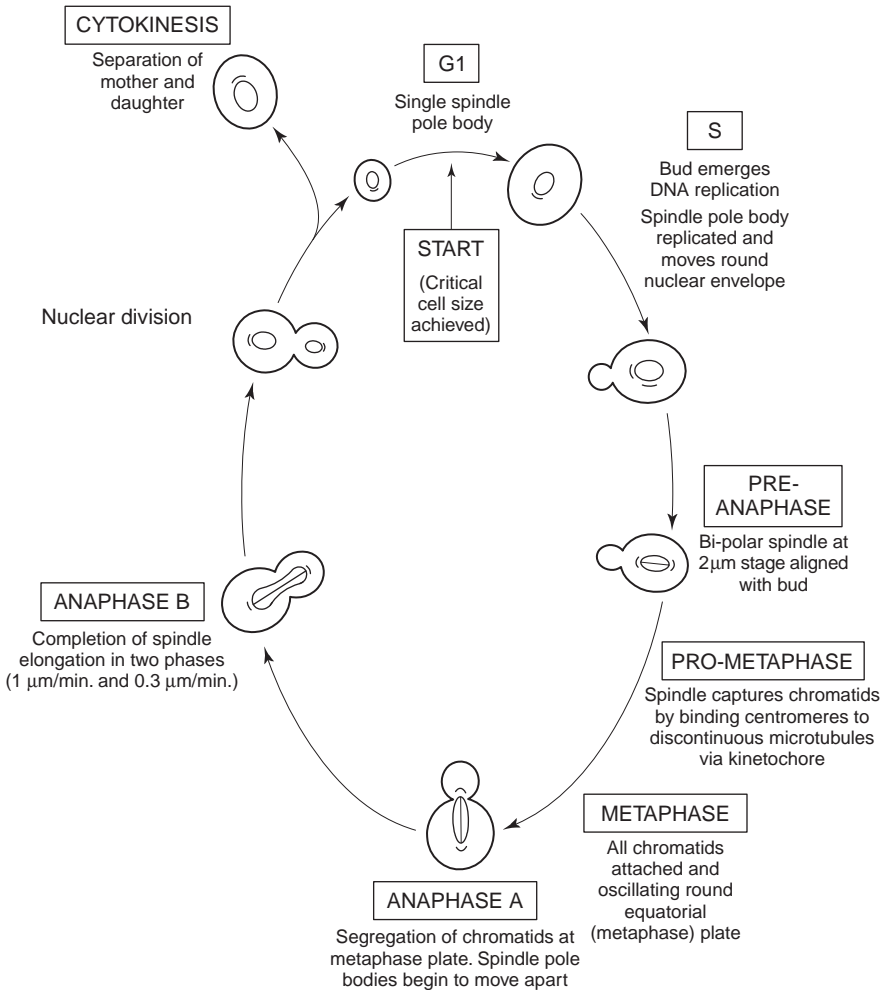 CYTOKINESIS
Separation of
mother and
daughter
G1
Single spindle
pole body
S
Bud emerges
DNA replication
Spindle pole body
replicated and
moves round
nuclear envelope
START
(Critical
cell size
achieved)
Nuclear division
PRE-
ANAPHASE
Bi-polar spindle at
2μm stage aligned
with bud
ANAPHASE B
Completion of spindle
elongation in two phases
(1 μm/min. and 0.3 μm/min.)
PRO-METAPHASE
Spindle captures chromatids
by binding centromeres to
discontinuous microtubules
via kinetochore
METAPHASE
All chromatids
attached and
oscillating round
equatorial
(metaphase) plate
ANAPHASE A
Segregation of chromatids at
metaphase plate. Spindle pole
bodies begin to move apart